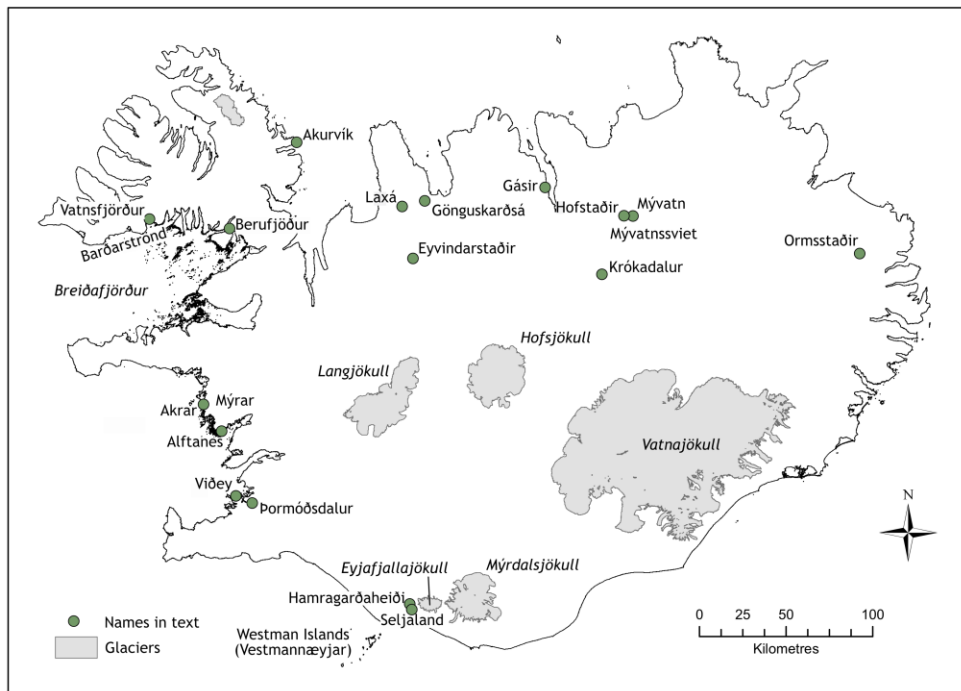 Akurvík
Gásir
Laxá
Gönguskarðsá
Hofstaðir
Mývatn
Vatnsfjörður
Berufjöður
Mývatnssviet
Barðarströnd
Ormsstaðir
Eyvindarstaðir
Krókadalur
Breiðafjörður
Hofsjökull
Langjökull
Akrar
Mýrar
Alftanes
Vatnajökull
Viðey
Þormóðsdalur
N
Eyjafjallajökull
Mýrdalsjökull
Hamragarðaheiði
Seljaland
Names in text
Westman Islands
(Vestmannæyjar)
Glaciers
0 25 50 100
Kilometres